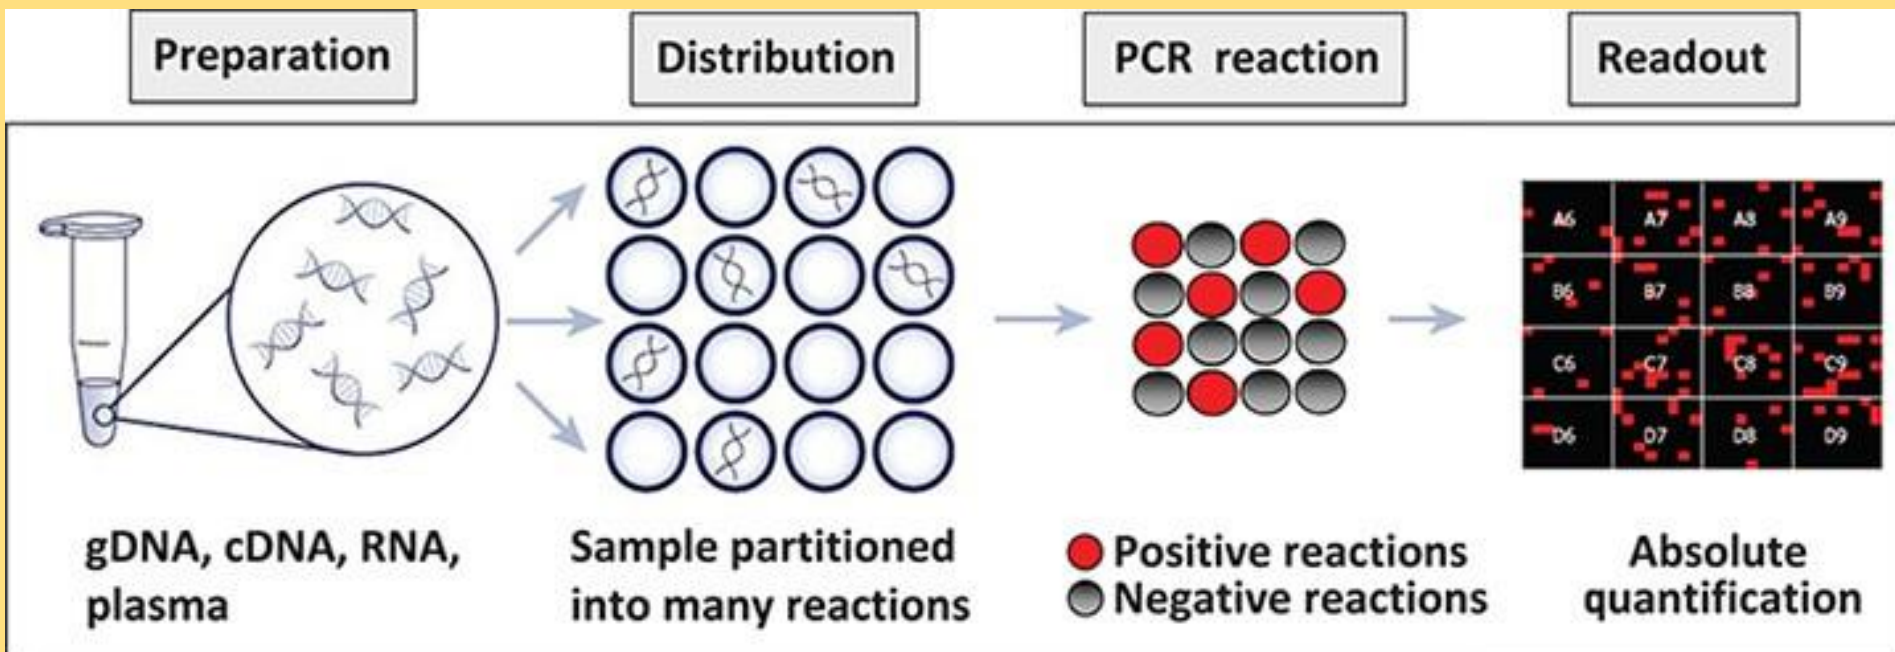 Preparation
Distribution
PCR reaction
Readout
A6 A7 A8 A9
B6 B7 B8 B9
C6 C7 C8 C9
D6 D7 D8 D9
gDNA, cDNA, RNA,
plasma
Sample partitioned
into many reactions
Positive reactions
Negative reactions
Absolute
quantification